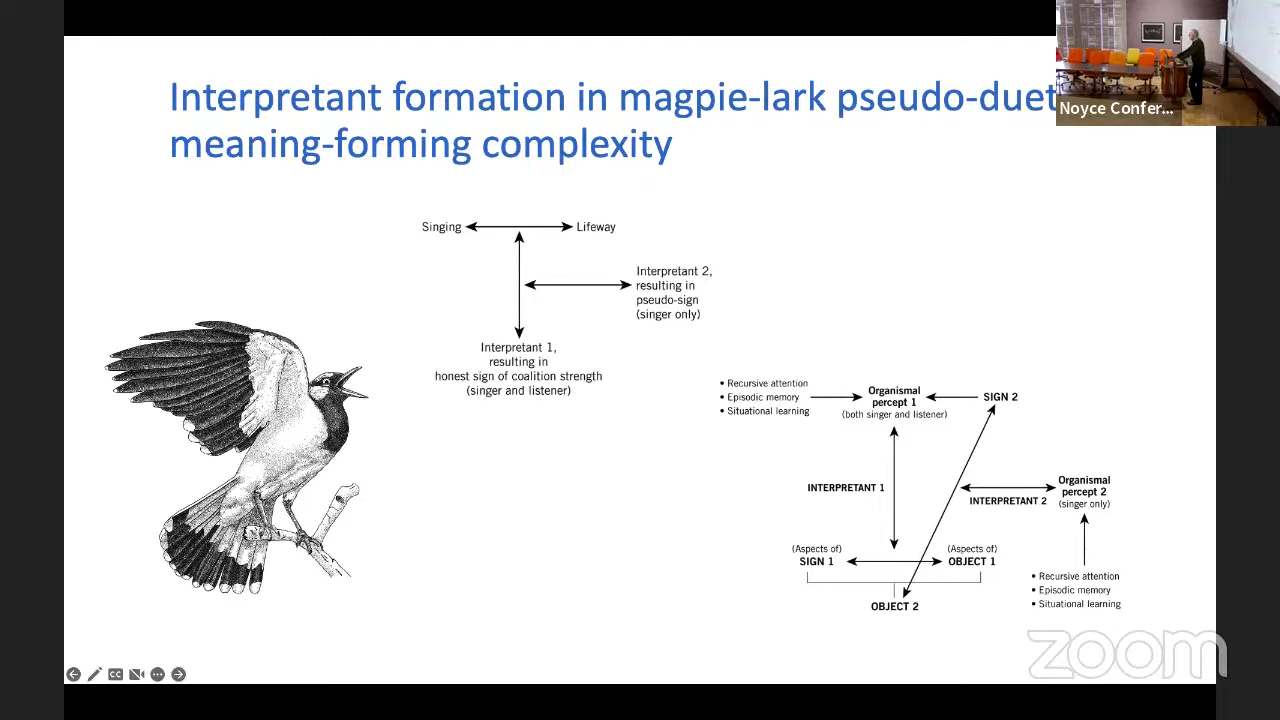 Interpretant formation in magpie-lark pseudo-duet
meaning-forming complexity
Noyce Confer...
Singing
Lifeway
Interpretant 2,
resulting in
pseudo-sign
(singer only)
Interpretant 1,
resulting in
honest sign of coalition strength
(singer and listener)
• Recursive attention
• Episodic memory
• Situational learning
Organismal
percept 1
(both singer and listener)
SIGN 2
INTERPRETANT 1
INTERPRETANT 2
Organismal
percept 2
(singer only)
(Aspects of)
SIGN 1
(Aspects of)
OBJECT 1
OBJECT 2
• Recursive attention
• Episodic memory
• Situational learning
CC
zoom